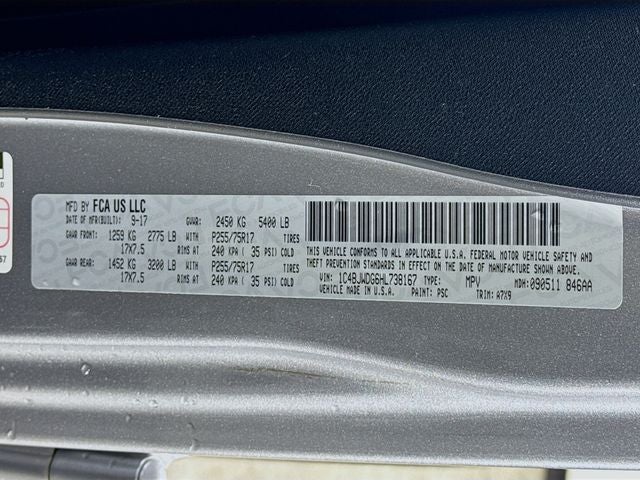 MFD BY FCA US LLC
DATE OF MFR(BUILT): 9-17 GVWR: 2450 KG 5400 LB
GAWR FRONT: 1259 KG 2775 LB WITH P255/75R17 TIRES
17X7.5 RIMS AT 240 KPA ( 35 PSI) COLD
GAWR REAR: 1452 KG 3200 LB WITH P255/75R17 TIRES
17X7.5 RIMS AT 240 KPA ( 35 PSI) COLD
THIS VEHICLE CONFORMS TO ALL APPLICABLE U.S.A. FEDERAL MOTOR VEHICLE SAFETY AND
THEFT PREVENTION STANDARDS IN EFFECT ON THE DATE OF MANUFACTURE SHOWN ABOVE.
VIN: 1C4BJWDG6HL738167 TYPE: MPV MDH: 090511 846AA
VEHICLE MADE IN U.S.A. PAINT: PSC TRIM: A7X9